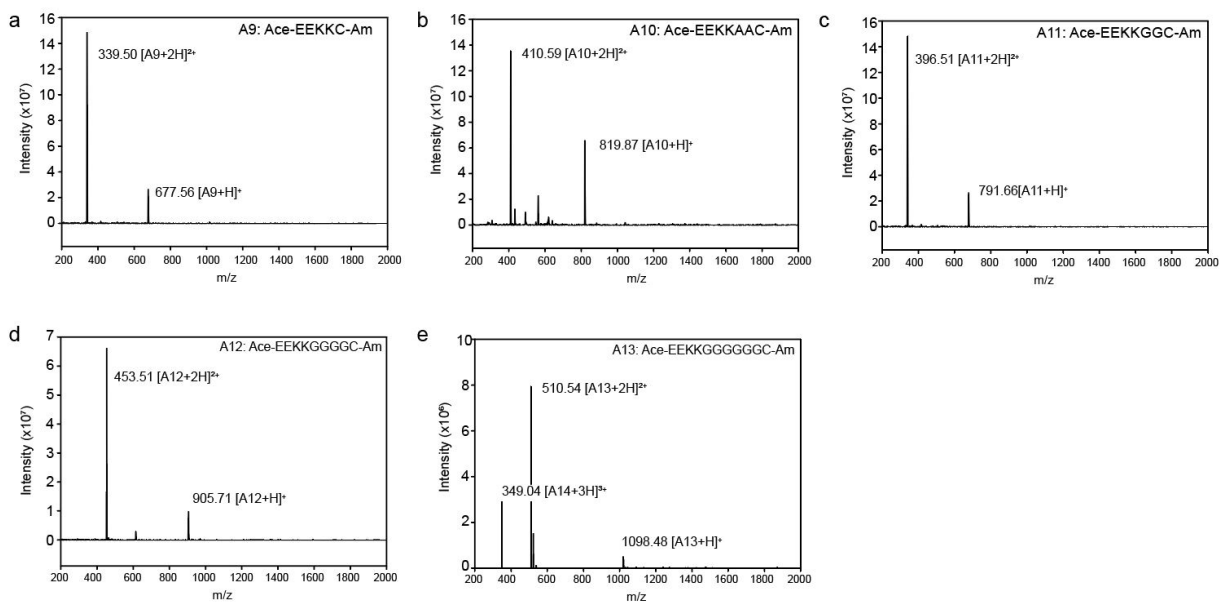 a
A9: Ace-EEKKC-Am
339.50 [A9+2H]²⁺
677.56 [A9+H]⁺
Intensity (x10⁷)
16
14
12
10
8
6
4
2
0
200 400 600 800 1000 1200 1400 1600 1800 2000
m/z
b
A10: Ace-EEKKAAC-Am
410.59 [A10+2H]²⁺
819.87 [A10+H]⁺
Intensity (x10⁷)
16
14
12
10
8
6
4
2
0
200 400 600 800 1000 1200 1400 1600 1800 2000
m/z
c
A11: Ace-EEKKGGC-Am
396.51 [A11+2H]²⁺
791.66[A11+H]⁺
Intensity (x10⁷)
16
14
12
10
8
6
4
2
0
200 400 600 800 1000 1200 1400 1600 1800 2000
m/z
d
A12: Ace-EEKKGGGGC-Am
453.51 [A12+2H]²⁺
905.71 [A12+H]⁺
Intensity (x10⁷)
7
6
5
4
3
2
1
0
200 400 600 800 1000 1200 1400 1600 1800 2000
m/z
e
A13: Ace-EEKKGGGGGGC-Am
510.54 [A13+2H]²⁺
349.04 [A14+3H]³⁺
1098.48 [A13+H]⁺
Intensity (x10⁶)
10
8
6
4
2
0
200 400 600 800 1000 1200 1400 1600 1800 2000
m/z